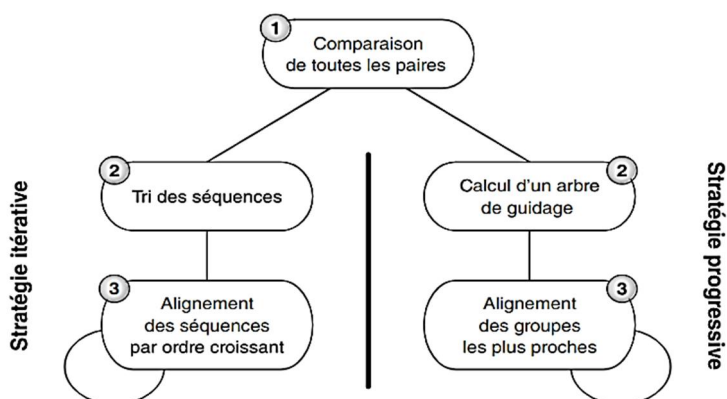 1
Comparaison
de toutes les paires
Stratégie itérative
2
Tri des séquences
3
Alignement
des séquences
par ordre croissant
2
Calcul d'un arbre
de guidage
3
Alignement
des groupes
les plus proches
Stratégie progressive